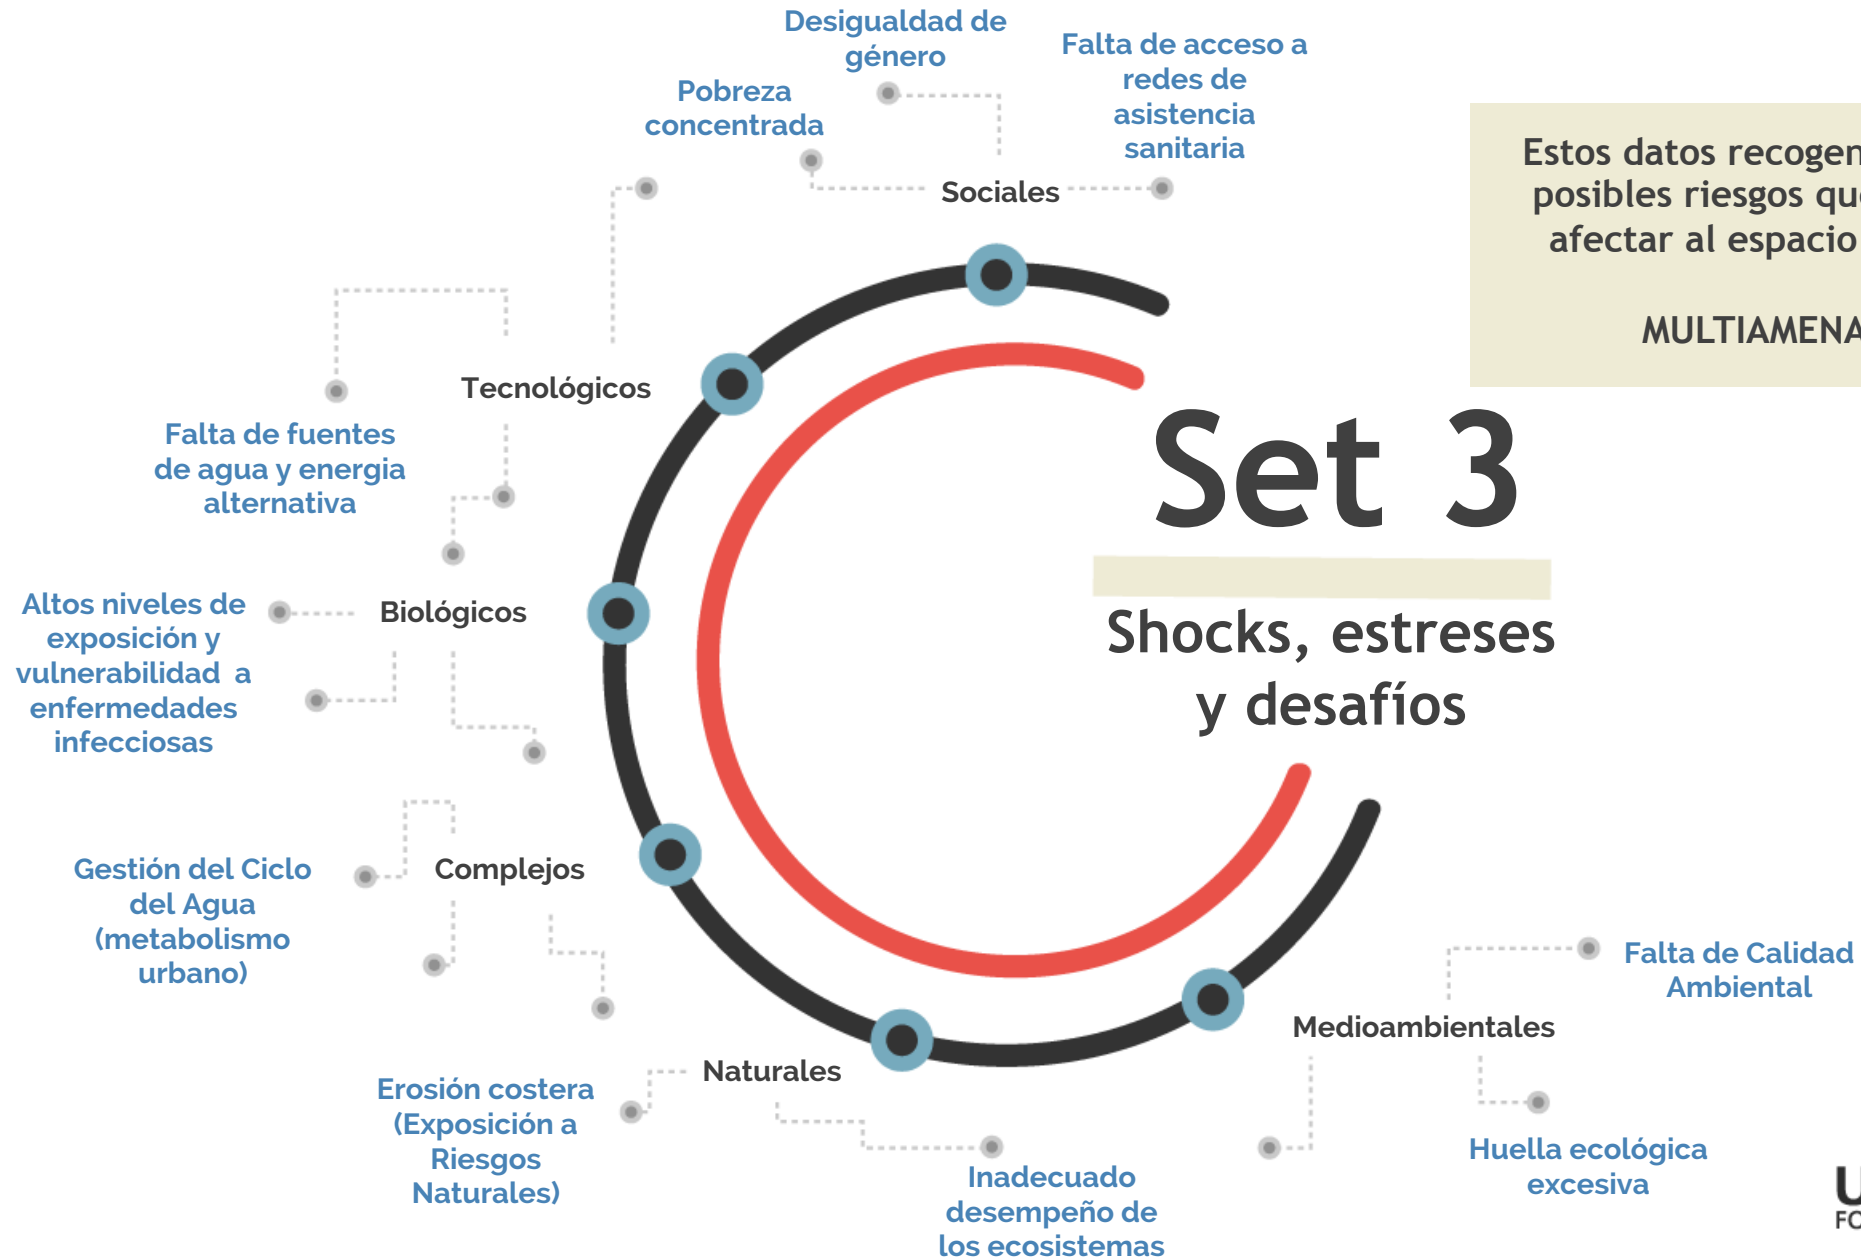 Desigualdad de
género
Falta de acceso a
redes de
asistencia
sanitaria
Pobreza
concentrada
Sociales
Estos datos recogen
posibles riesgos que
afectar al espacio
MULTIAMENA
Tecnológicos
Falta de fuentes
de agua y energia
alternativa
Set 3
Shocks, estreses
y desafíos
Altos niveles de
exposición y
vulnerabilidad a
enfermedades
infecciosas
Biológicos
Gestión del Ciclo
del Agua
(metabolismo
urbano)
Complejos
Falta de Calidad
Ambiental
Medioambientales
Naturales
Erosión costera
(Exposición a
Riesgos
Naturales)
Inadecuado
desempeño de
los ecosistemas
Huella ecológica
excesiva